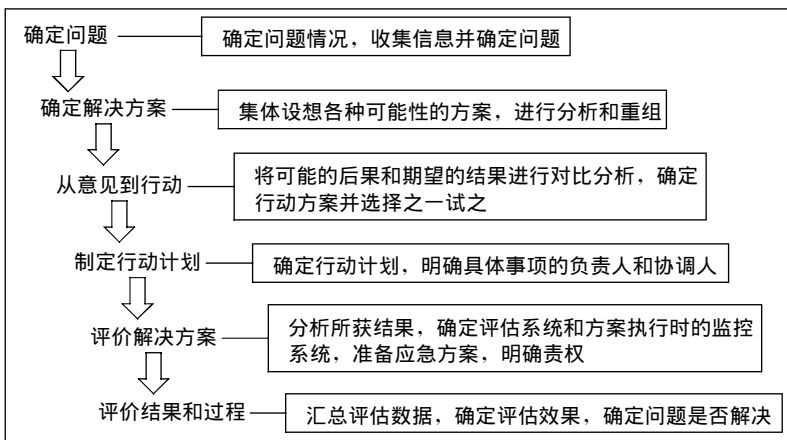 确定问题
确定问题情况，收集信息并确定问题
确定解决方案
集体设想各种可能性的方案，进行分析和重组
从意见到行动
将可能的后果和期望的结果进行对比分析，确定
行动方案并选择之一试之
制定行动计划
确定行动计划，明确具体事项的负责人和协调人
评价解决方案
分析所获结果，确定评估系统和方案执行时的监控
系统，准备应急方案，明确责权
评价结果和过程
汇总评估数据，确定评估效果，确定问题是否解决